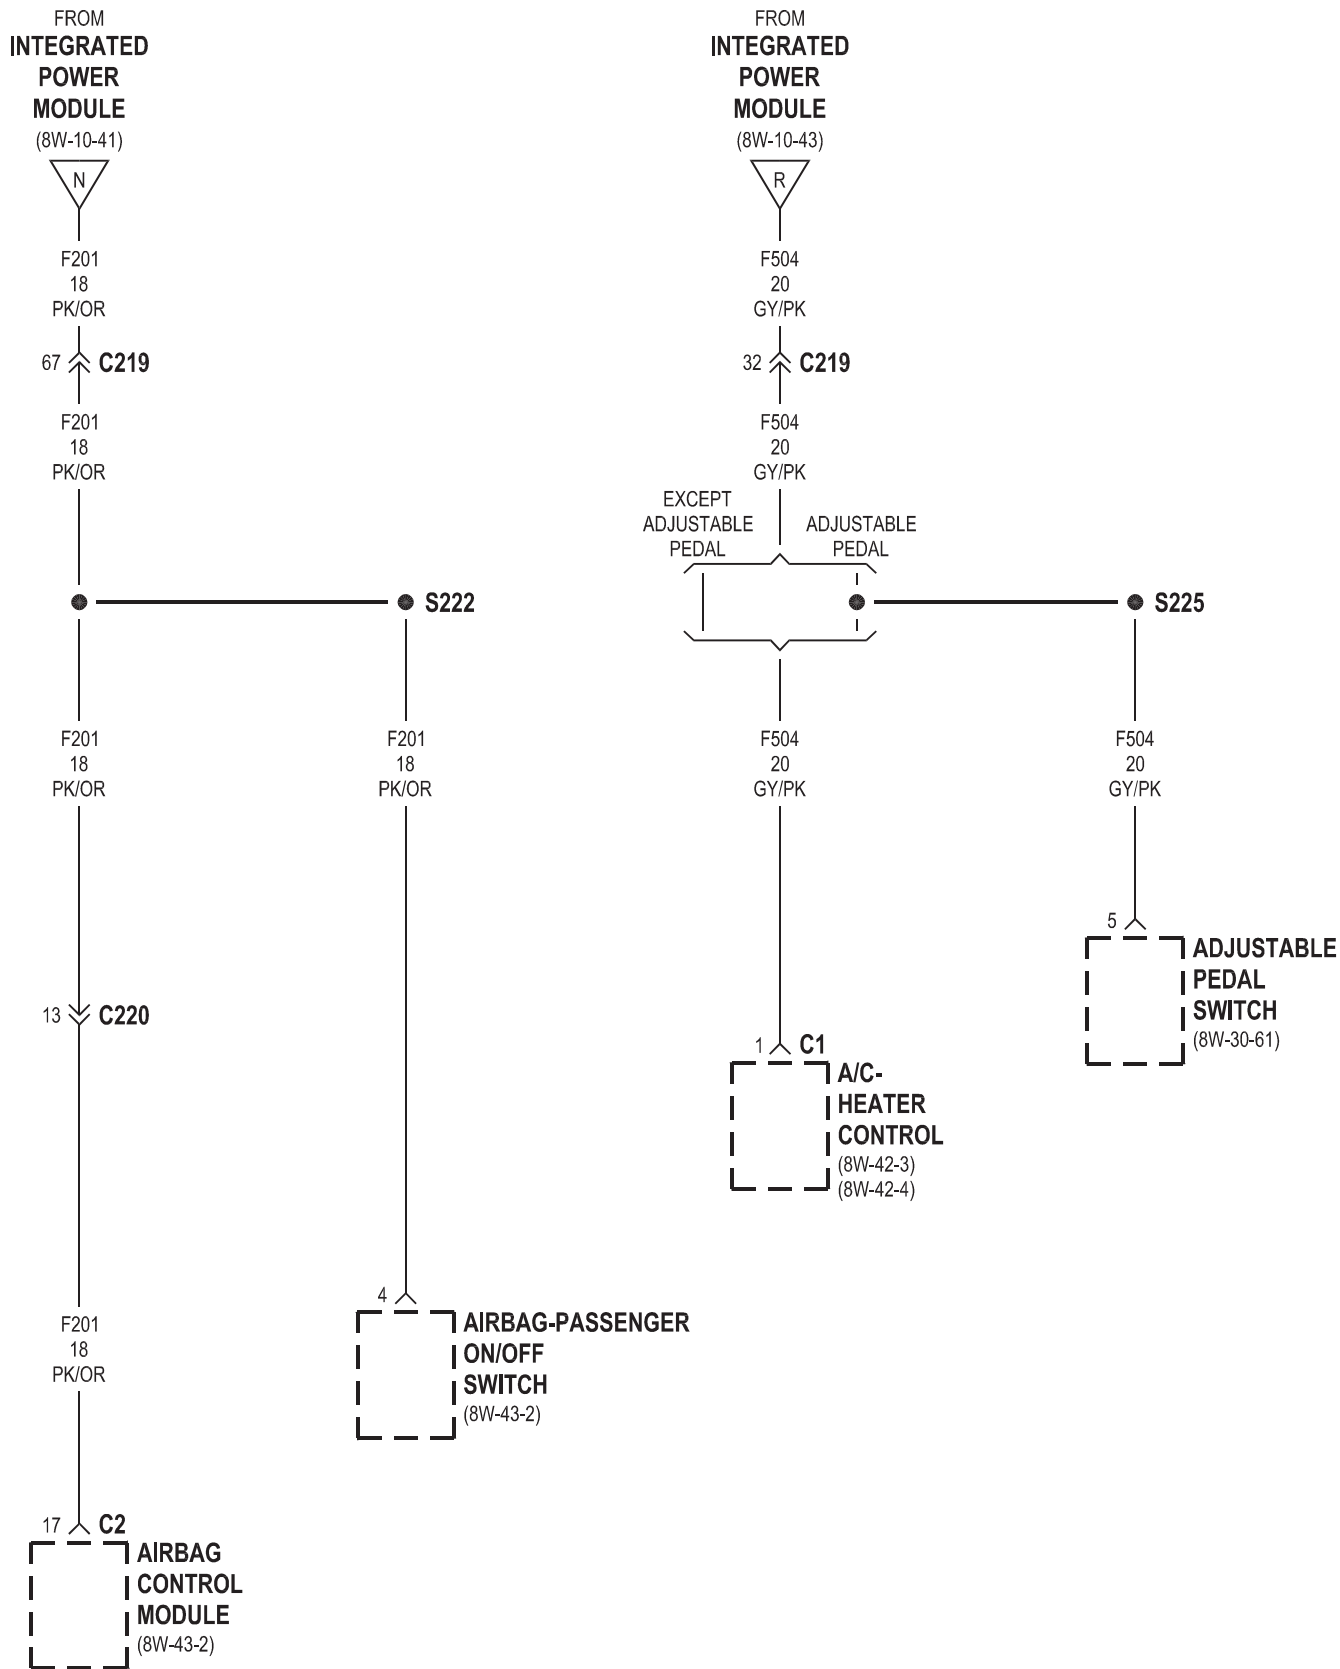 FROM
INTEGRATED
POWER
MODULE
(8W-10-41)
N
F201
18
PK/OR
67 C219
F201
18
PK/OR
S222
F201
18
PK/OR
F201
18
PK/OR
13 C220
4
AIRBAG-PASSENGER
ON/OFF
SWITCH
(8W-43-2)
F201
18
PK/OR
17 C2
AIRBAG
CONTROL
MODULE
(8W-43-2)
FROM
INTEGRATED
POWER
MODULE
(8W-10-43)
R
F504
20
GY/PK
32 C219
F504
20
GY/PK
EXCEPT
ADJUSTABLE
PEDAL
ADJUSTABLE
PEDAL
S225
F504
20
GY/PK
F504
20
GY/PK
5
ADJUSTABLE
PEDAL
SWITCH
(8W-30-61)
1 C1
A/C-
HEATER
CONTROL
(8W-42-3)
(8W-42-4)